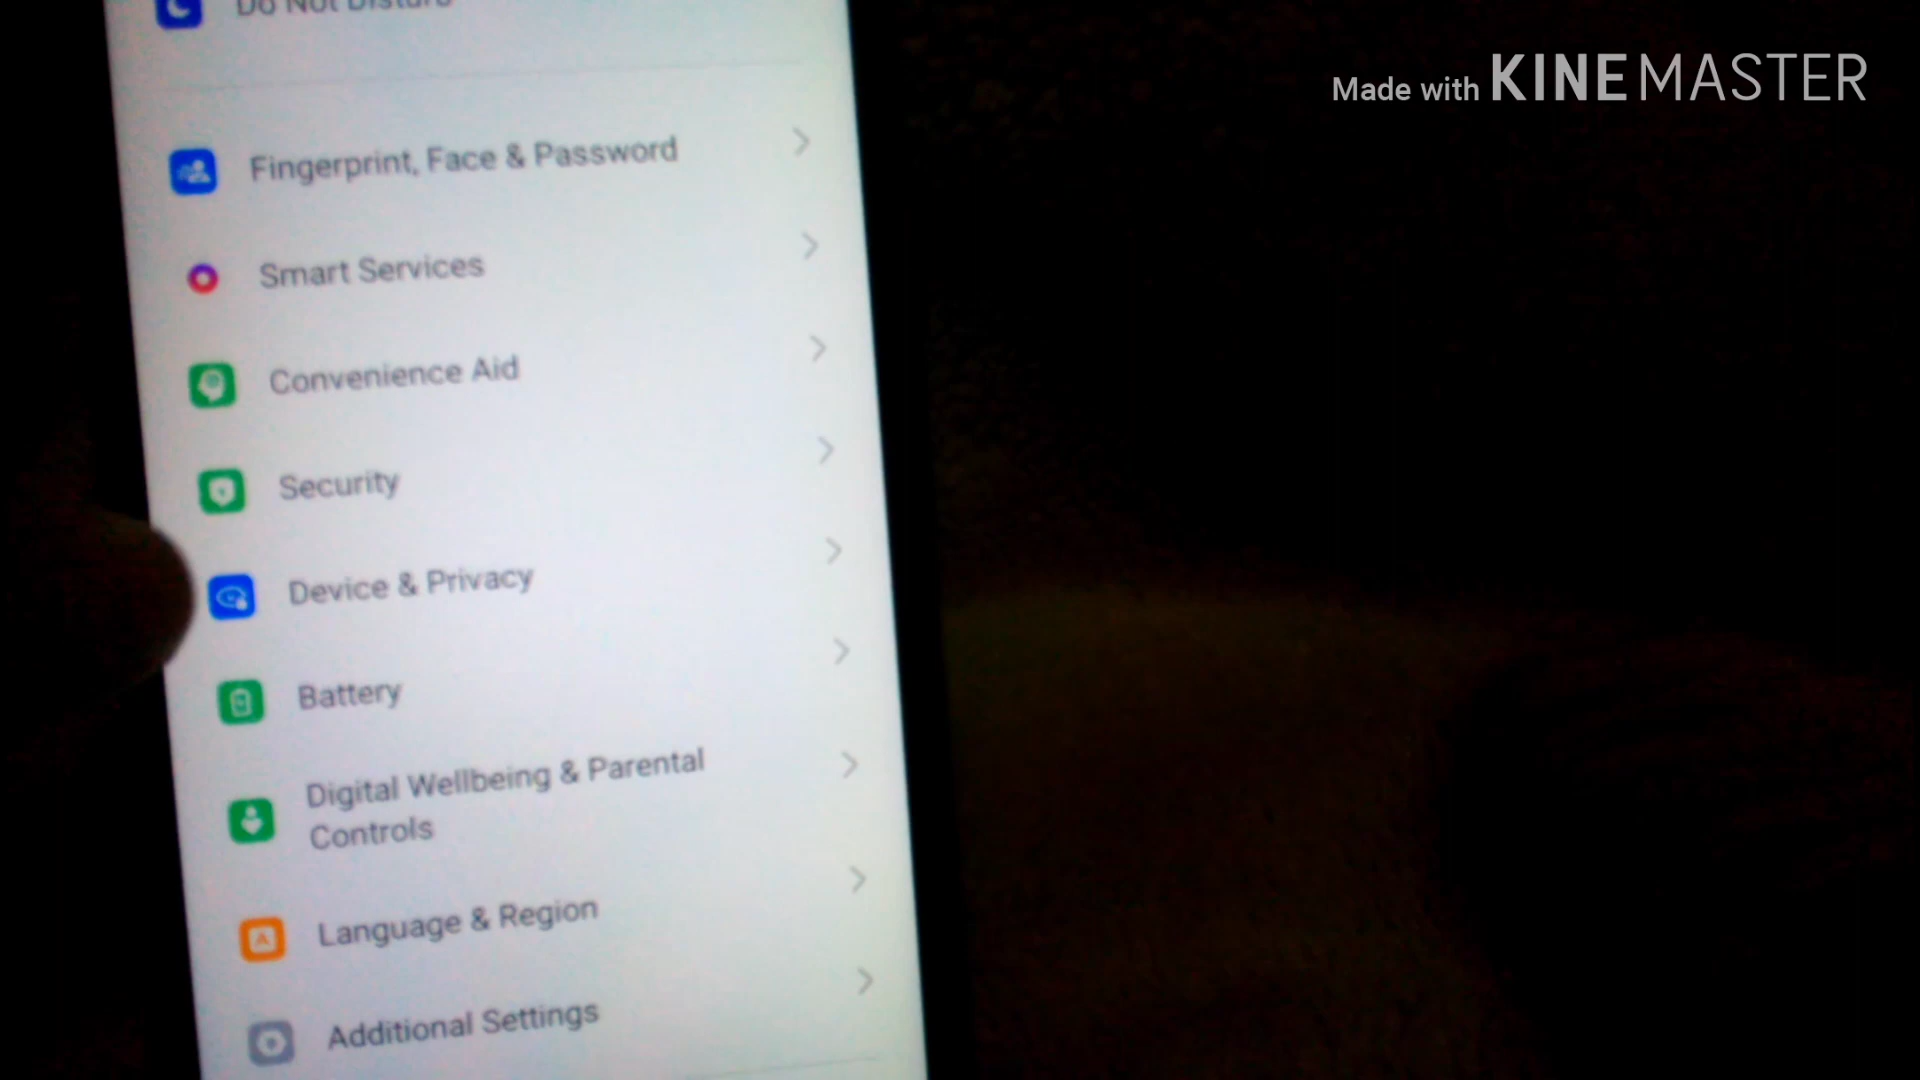 Do Not Disturb
Made with KINEMASTER
Fingerprint, Face & Password
Smart Services
Convenience Aid
Security
Device & Privacy
Battery
Digital Wellbeing & Parental
Controls
Language & Region
Additional Settings